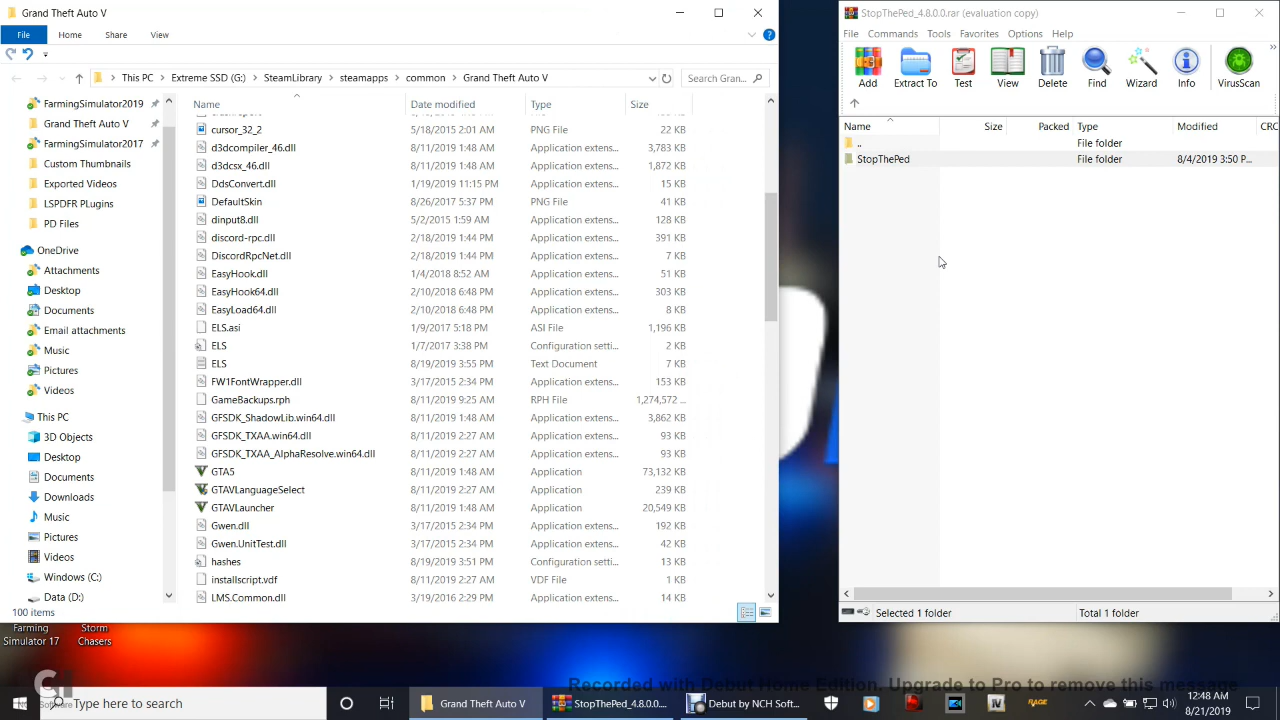 Grand Theft Auto V
File Home Share View
This PC Extreme SSD (G:) SteamLibrary steamapps common Grand Theft Auto V
Search Gran...
Name Date modified Type Size
FarmingSimulator2019
Grand Theft Auto V
FarmingSimulator2017
Custom Thumbnails
Exported Videos
LSPDFR PLugins
PD Files
OneDrive
Attachments
Desktop
Documents
Email attachments
Music
Pictures
Videos
This PC
3D Objects
Desktop
Documents
Downloads
Music
Pictures
Videos
Windows (C:)
Data (D:)
cursor_32_2 5/18/2015 2:01 AM PNG File 22 KB
d3dcompiler_46.dll 8/11/2019 1:48 AM Application extens... 3,783 KB
d3dcsx_46.dll 8/11/2019 1:48 AM Application extens... 1,872 KB
DdsConvert.dll 1/19/2019 11:15 PM Application extens... 15 KB
DefaultSkin 8/26/2017 5:37 PM PNG File 41 KB
dinput8.dll 5/2/2015 1:59 AM Application extens... 128 KB
discord-rpc.dll 2/18/2019 1:44 PM Application extens... 391 KB
DiscordRpcNet.dll 2/18/2019 1:44 PM Application extens... 7 KB
EasyHook.dll 1/4/2018 8:52 AM Application extens... 51 KB
EasyHook64.dll 2/10/2018 6:48 PM Application extens... 303 KB
EasyLoad64.dll 2/10/2018 6:48 PM Application extens... 8 KB
ELS.asi 1/9/2017 5:18 PM ASI File 1,196 KB
ELS 1/7/2017 3:38 PM Configuration setti... 2 KB
ELS 8/19/2019 3:55 PM Text Document 7 KB
FW1FontWrapper.dll 3/17/2015 2:34 PM Application extens... 153 KB
GameBackups.rph 8/11/2019 9:25 AM RPH File 1,274,572 ...
GFSDK_ShadowLib.win64.dll 8/11/2019 1:48 AM Application extens... 3,862 KB
GFSDK_TXAA.win64.dll 8/11/2019 2:27 AM Application extens... 93 KB
GFSDK_TXAA_AlphaResolve.win64.dll 8/11/2019 2:27 AM Application extens... 93 KB
GTA5 8/11/2019 1:48 AM Application 73,132 KB
GTAVLanguageSelect 8/11/2019 2:27 AM Application 239 KB
GTAVLauncher 8/11/2019 1:48 AM Application 20,549 KB
Gwen.dll 3/17/2015 2:34 PM Application extens... 192 KB
Gwen.UnitTest.dll 3/17/2015 2:34 PM Application extens... 42 KB
hashes 8/19/2019 3:51 PM Configuration setti... 13 KB
installscript.vdf 8/11/2019 2:27 AM VDF File 1 KB
LMS.Common.dll 3/19/2016 2:29 PM Application extens... 14 KB
100 items
StopThePed_4.8.0.0.rar (evaluation copy)
File Commands Tools Favorites Options Help
Add Extract To Test View Delete Find Wizard Info VirusScan
Name Size Packed Type Modified CRC
.. File folder
StopThePed File folder 8/4/2019 3:50 P...
Selected 1 folder Total 1 folder
Farming Simulator 17
Storm Chasers
Recorded with Debut Home Edition. Upgrade to Pro to remove this message
Type here to search
Grand Theft Auto V
StopThePed_4.8.0.0....
Debut by NCH Soft...
RAGE
12:48 AM
8/21/2019